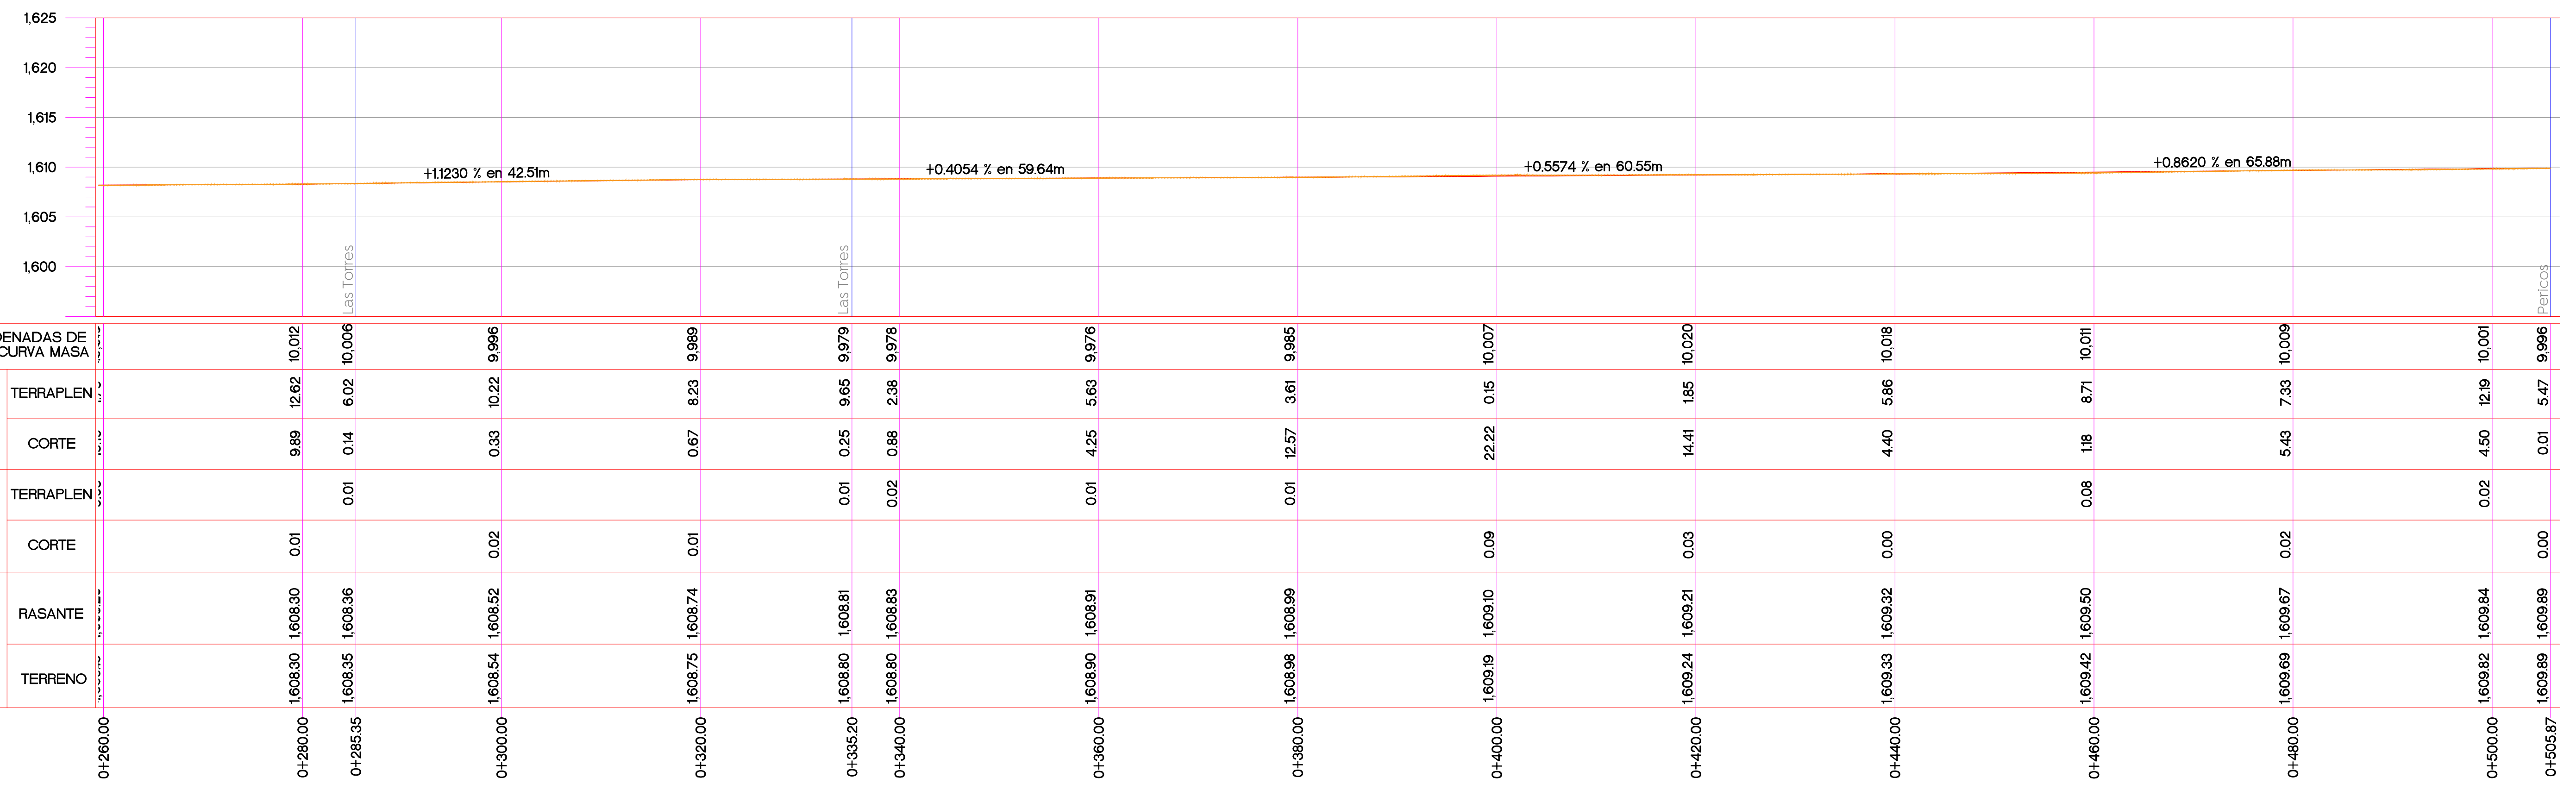 1,625
1,620
1,615
1,610
1,605
1,600
+1.1230 % en 42.51m
+0.4054 % en 59.64m
+0.5574 % en 60.55m
+0.8620 % en 65.88m
Las Torres
Las Torres
Pericos
DENADAS DE
CURVA MASA
10,012 10,006 9,996 9,989 9,979 9,978 9,976 9,985 10,007 10,020 10,018 10,011 10,009 10,001 9,996
TERRAPLEN 12.62 6.02 10.22 8.23 9.65 2.38 5.63 3.61 0.15 1.85 5.86 8.71 7.33 12.19 5.47
CORTE 9.89 0.14 0.33 0.67 0.25 0.88 4.25 12.57 22.22 14.41 4.40 1.18 5.43 4.50 0.01
TERRAPLEN 0.01 0.01 0.02 0.01 0.01 0.08 0.02
CORTE 0.01 0.02 0.01 0.09 0.03 0.00 0.02 0.00
RASANTE 1,608.30 1,608.36 1,608.52 1,608.74 1,608.81 1,608.83 1,608.91 1,608.99 1,609.10 1,609.21 1,609.32 1,609.50 1,609.67 1,609.84 1,609.89
TERRENO 1,608.30 1,608.35 1,608.54 1,608.75 1,608.80 1,608.80 1,608.90 1,608.98 1,609.19 1,609.24 1,609.33 1,609.42 1,609.69 1,609.82 1,609.89
0+260.00 0+280.00 0+285.35 0+300.00 0+320.00 0+335.20 0+340.00 0+360.00 0+380.00 0+400.00 0+420.00 0+440.00 0+460.00 0+480.00 0+500.00 0+505.87